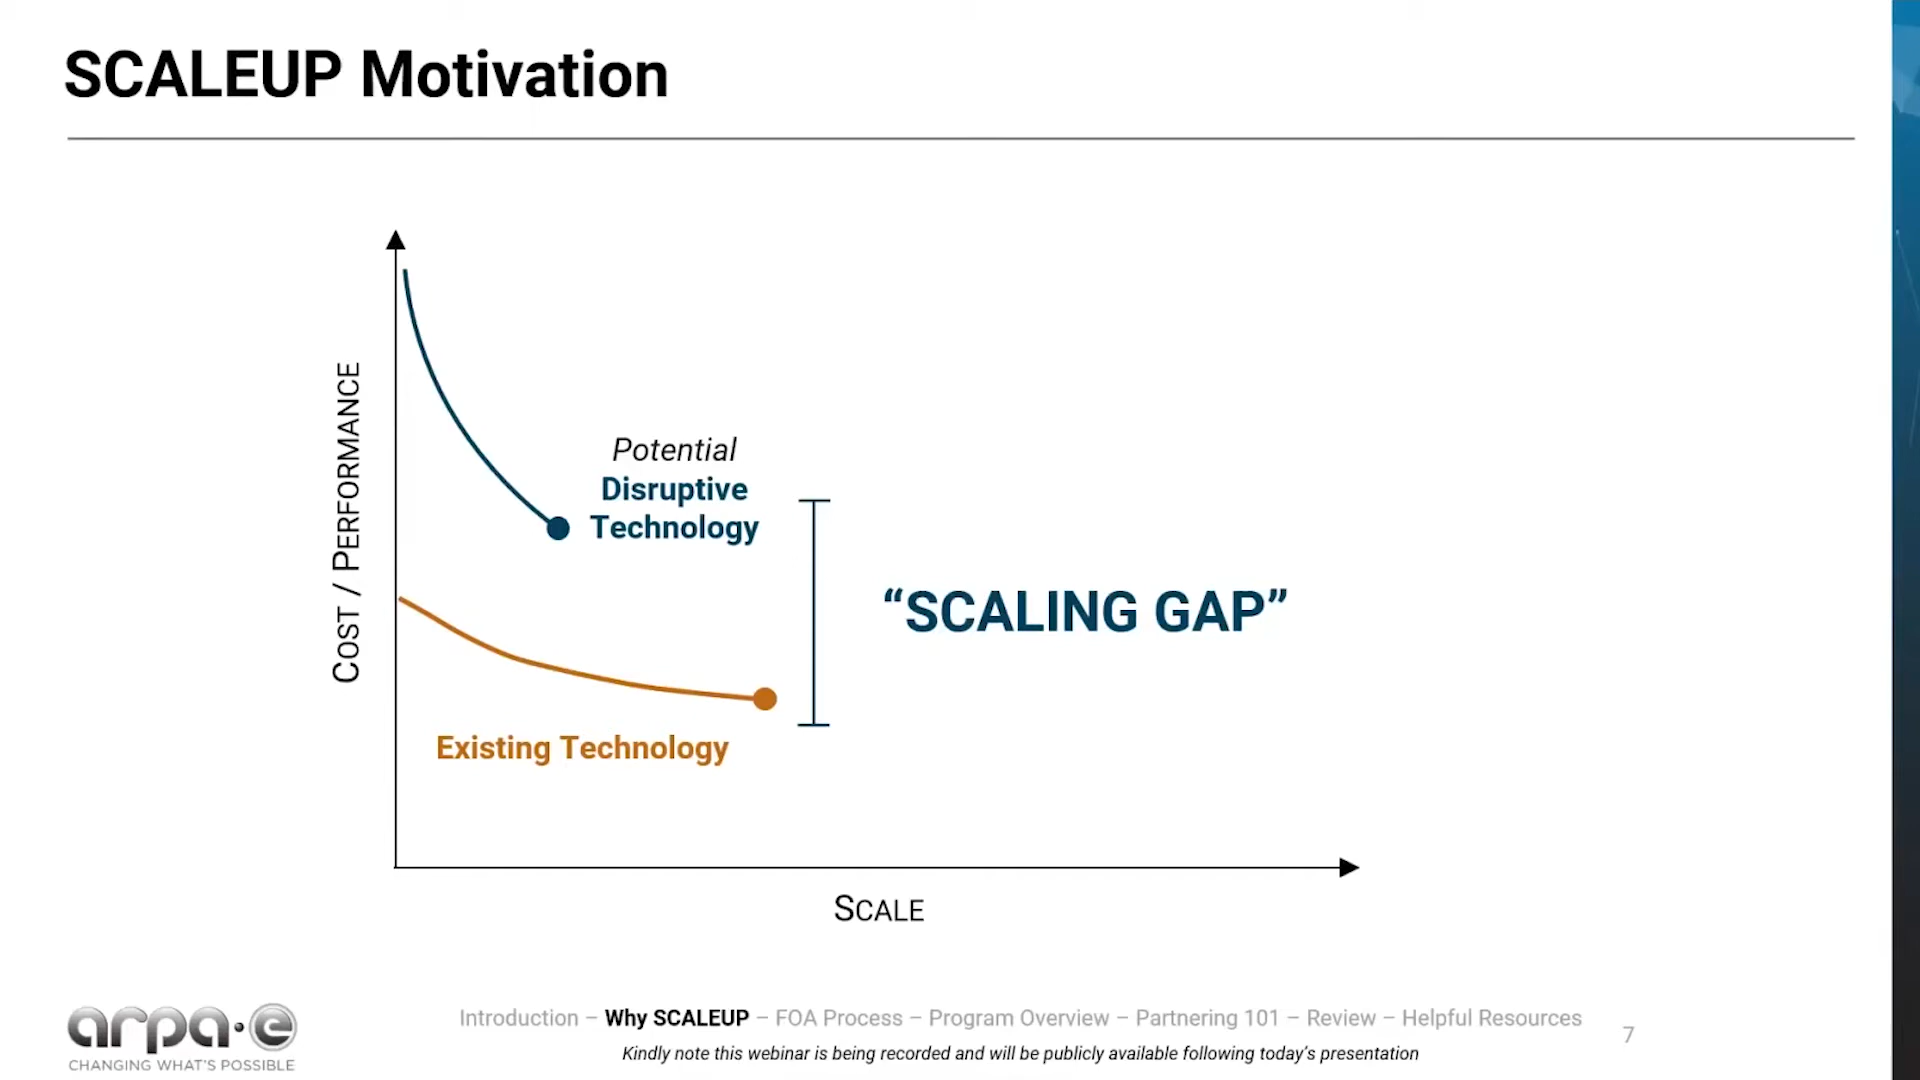 SCALEUP Motivation
COST / PERFORMANCE
Potential
Disruptive
Technology
“SCALING GAP”
Existing Technology
SCALE
arpa·e
CHANGING WHAT'S POSSIBLE
Introduction – Why SCALEUP – FOA Process – Program Overview – Partnering 101 – Review – Helpful Resources
Kindly note this webinar is being recorded and will be publicly available following today's presentation
7